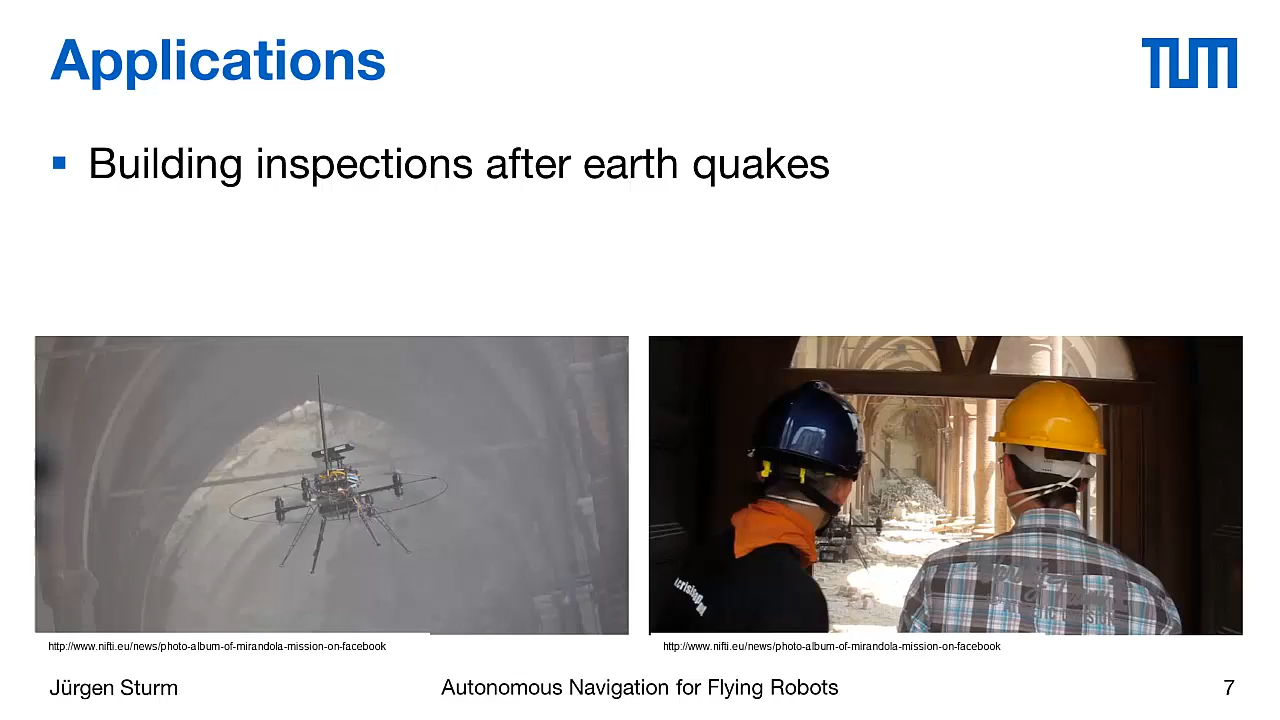 Applications
TUM
Building inspections after earth quakes
http://www.nifti.eu/news/photo-album-of-mirandola-mission-on-facebook
http://www.nifti.eu/news/photo-album-of-mirandola-mission-on-facebook
Jürgen Sturm
Autonomous Navigation for Flying Robots
7